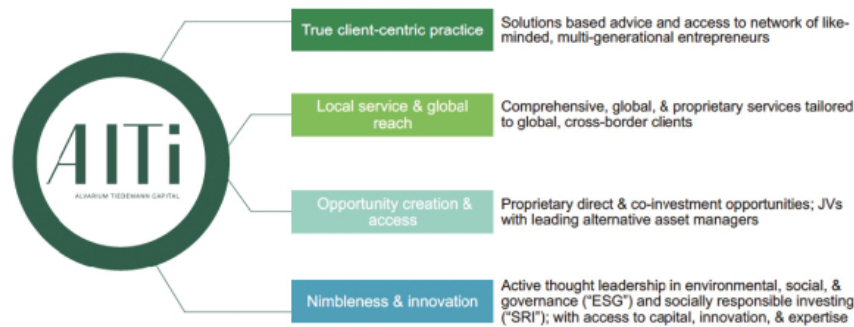 AlTi
ALVARIUM TIEDEMANN CAPITAL
True client-centric practice
Solutions based advice and access to network of like-
minded, multi-generational entrepreneurs
Local service & global
reach
Comprehensive, global, & proprietary services tailored
to global, cross-border clients
Opportunity creation &
access
Proprietary direct & co-investment opportunities; JVs
with leading alternative asset managers
Nimbleness & innovation
Active thought leadership in environmental, social, &
governance (“ESG”) and socially responsible investing
(“SRI”); with access to capital, innovation, & expertise